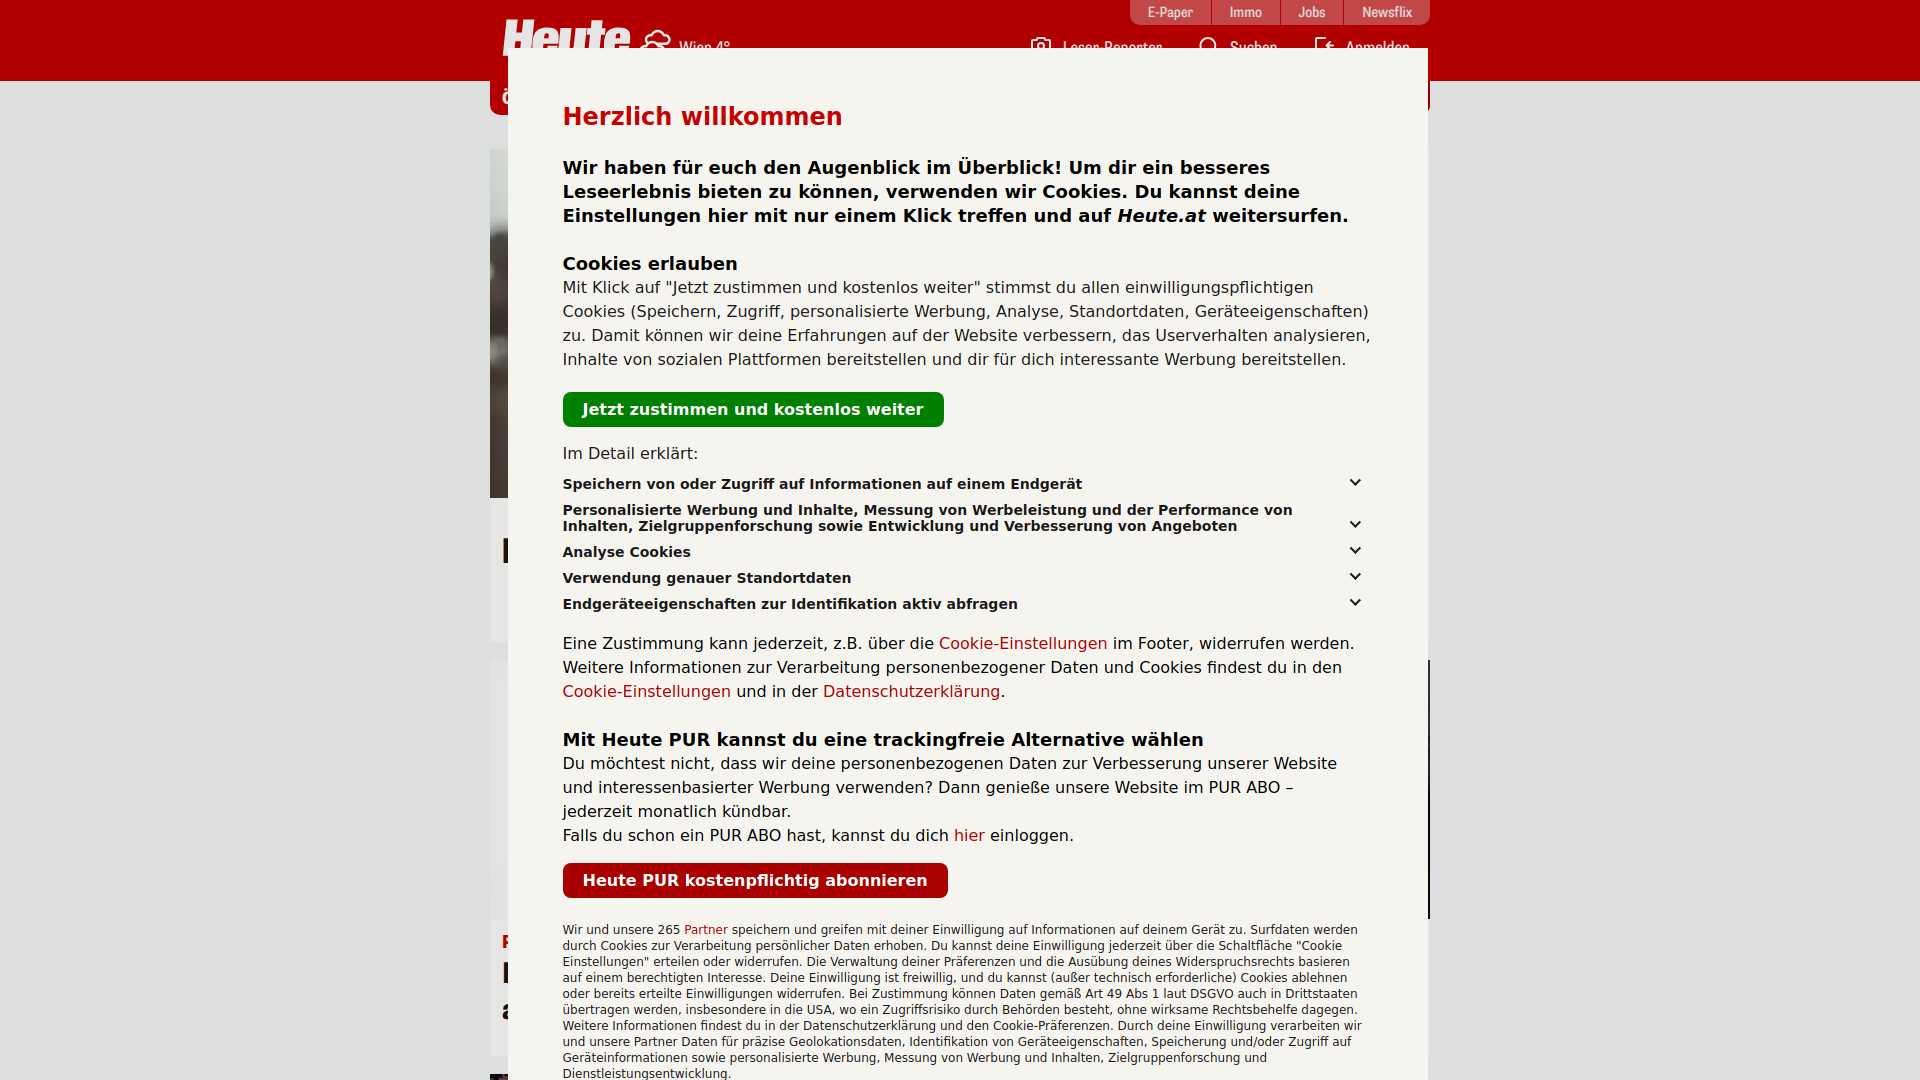 E-Paper
Immo
Jobs
Newsflix
Heute
Wien 4°
Leser-Reporter
Suchen
Anmelden
Herzlich willkommen
Wir haben für euch den Augenblick im Überblick! Um dir ein besseres
Leseerlebnis bieten zu können, verwenden wir Cookies. Du kannst deine
Einstellungen hier mit nur einem Klick treffen und auf Heute.at weitersurfen.
Cookies erlauben
Mit Klick auf "Jetzt zustimmen und kostenlos weiter" stimmst du allen einwilligungspflichtigen
Cookies (Speichern, Zugriff, personalisierte Werbung, Analyse, Standortdaten, Geräteeigenschaften)
zu. Damit können wir deine Erfahrungen auf der Website verbessern, das Userverhalten analysieren,
Inhalte von sozialen Plattformen bereitstellen und dir für dich interessante Werbung bereitstellen.
Jetzt zustimmen und kostenlos weiter
Im Detail erklärt:
Speichern von oder Zugriff auf Informationen auf einem Endgerät
Personalisierte Werbung und Inhalte, Messung von Werbeleistung und der Performance von
Inhalten, Zielgruppenforschung sowie Entwicklung und Verbesserung von Angeboten
Analyse Cookies
Verwendung genauer Standortdaten
Endgeräteeigenschaften zur Identifikation aktiv abfragen
Eine Zustimmung kann jederzeit, z.B. über die Cookie-Einstellungen im Footer, widerrufen werden.
Weitere Informationen zur Verarbeitung personenbezogener Daten und Cookies findest du in den
Cookie-Einstellungen und in der Datenschutzerklärung.
Mit Heute PUR kannst du eine trackingfreie Alternative wählen
Du möchtest nicht, dass wir deine personenbezogenen Daten zur Verbesserung unserer Website
und interessenbasierter Werbung verwenden? Dann genieße unsere Website im PUR ABO –
jederzeit monatlich kündbar.
Falls du schon ein PUR ABO hast, kannst du dich hier einloggen.
Heute PUR kostenpflichtig abonnieren
Wir und unsere 265 Partner speichern und greifen mit deiner Einwilligung auf Informationen auf deinem Gerät zu. Surfdaten werden
durch Cookies zur Verarbeitung persönlicher Daten erhoben. Du kannst deine Einwilligung jederzeit über die Schaltfläche "Cookie
Einstellungen" erteilen oder widerrufen. Die Verwaltung deiner Präferenzen und die Ausübung deines Widerspruchsrechts basieren
auf einem berechtigten Interesse. Deine Einwilligung ist freiwillig, und du kannst (außer technisch erforderliche) Cookies ablehnen
oder bereits erteilte Einwilligungen widerrufen. Bei Zustimmung können Daten gemäß Art 49 Abs 1 laut DSGVO auch in Drittstaaten
übertragen werden, insbesondere in die USA, wo ein Zugriffsrisiko durch Behörden besteht, ohne wirksame Rechtsbehelfe dagegen.
Weitere Informationen findest du in der Datenschutzerklärung und den Cookie-Präferenzen. Durch deine Einwilligung verarbeiten wir
und unsere Partner Daten für präzise Geolokationsdaten, Identifikation von Geräteeigenschaften, Speicherung und/oder Zugriff auf
Geräteinformationen sowie personalisierte Werbung, Messung von Werbung und Inhalten, Zielgruppenforschung und
Dienstleistungsentwicklung.